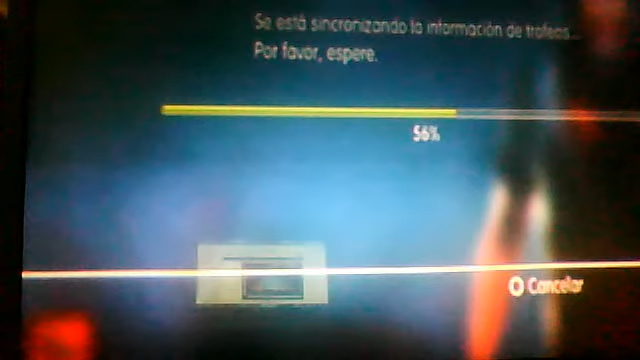 Se está sincronizando la información de trofeos...
Por favor, espere.
56%
Cancelar